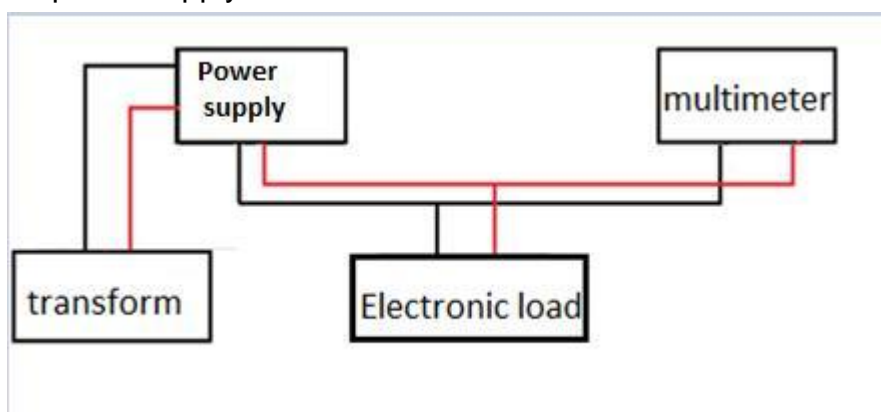 Power
supply
multimeter
transform
Electronic load